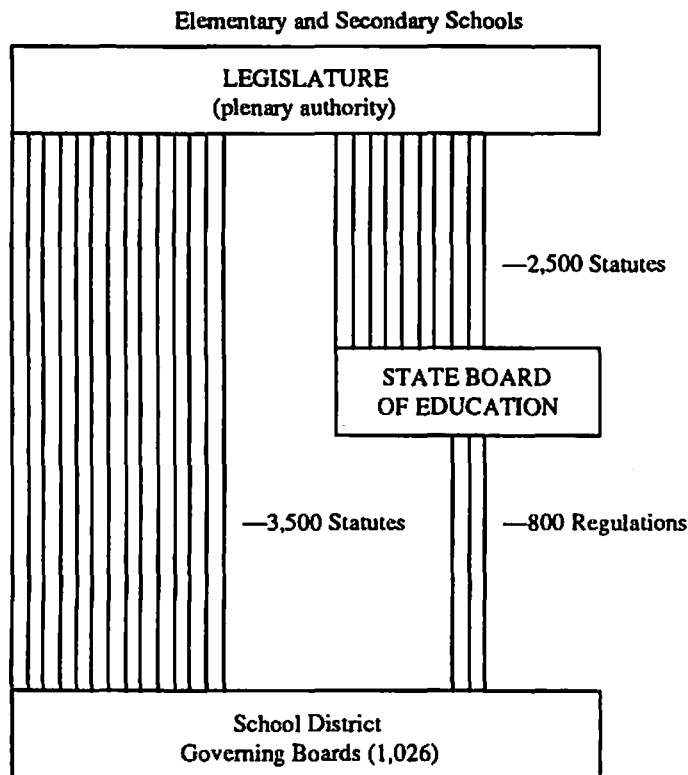 Elementary and Secondary Schools
LEGISLATURE
(plenary authority)
—2,500 Statutes
STATE BOARD
OF EDUCATION
—3,500 Statutes
—800 Regulations
School District
Governing Boards (1,026)